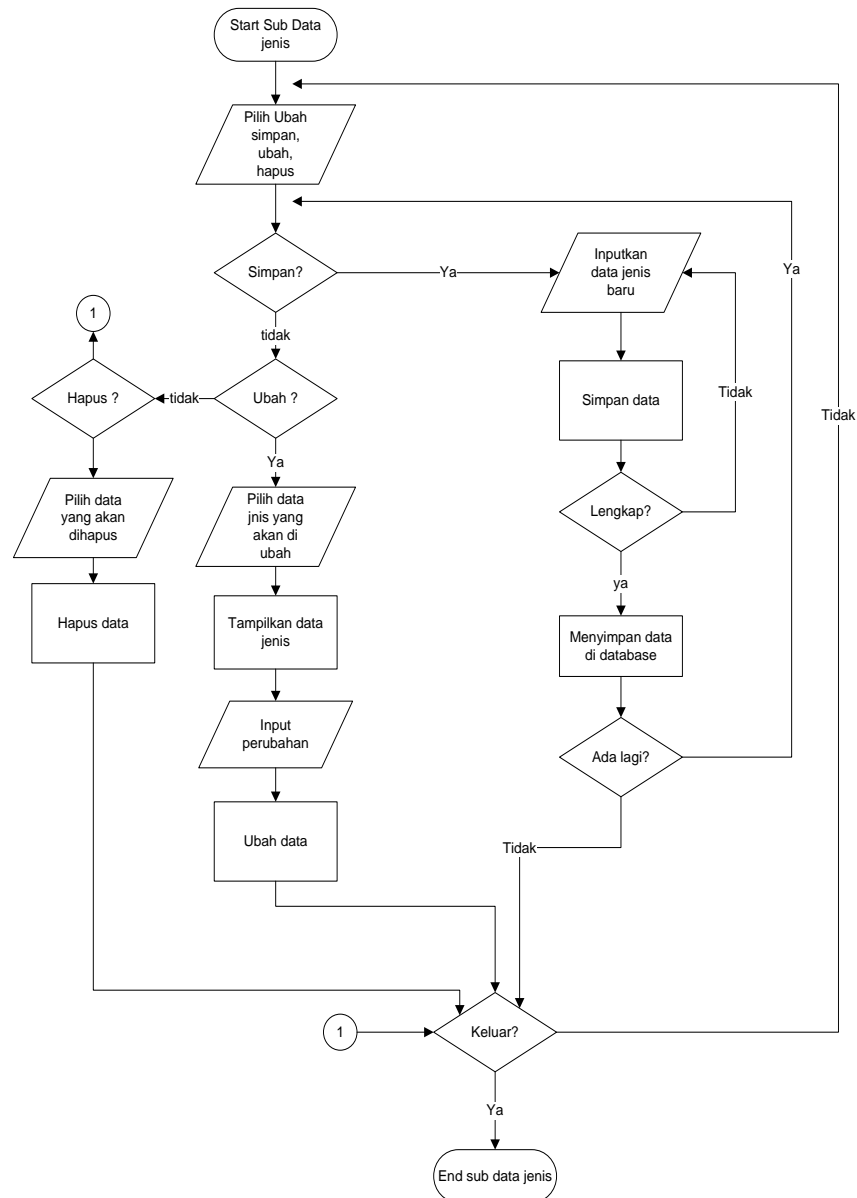 Start Sub Data
jenis
Pilih Ubah
simpan,
ubah,
hapus
Simpan?
Ya
Inputkan
data jenis
baru
Ya
1
tidak
Hapus ?
tidak
Ubah ?
Simpan data
Tidak
Tidak
Ya
Pilih data
yang akan
dihapus
Pilih data
jnis yang
akan di
ubah
Lengkap?
ya
Hapus data
Tampilkan data
jenis
Menyimpan data
di database
Input
perubahan
Ada lagi?
Ubah data
Tidak
1
Keluar?
Ya
End sub data jenis